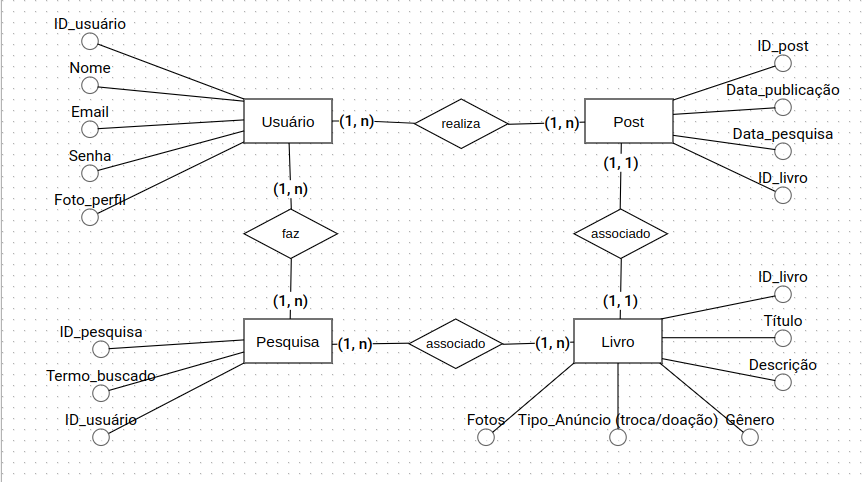 ID_usuário
Nome
Email
Senha
Foto_perfil
Usuário
(1, n)
realiza
(1, n)
Post
ID_post
Data_publicação
Data_pesquisa
ID_livro
(1, n)
faz
(1, n)
(1, 1)
associado
(1, 1)
ID_pesquisa
Termo_buscado
ID_usuário
Pesquisa
(1, n)
associado
(1, n)
Livro
ID_livro
Título
Descrição
Fotos
Tipo_Anúncio (troca/doação)
Gênero